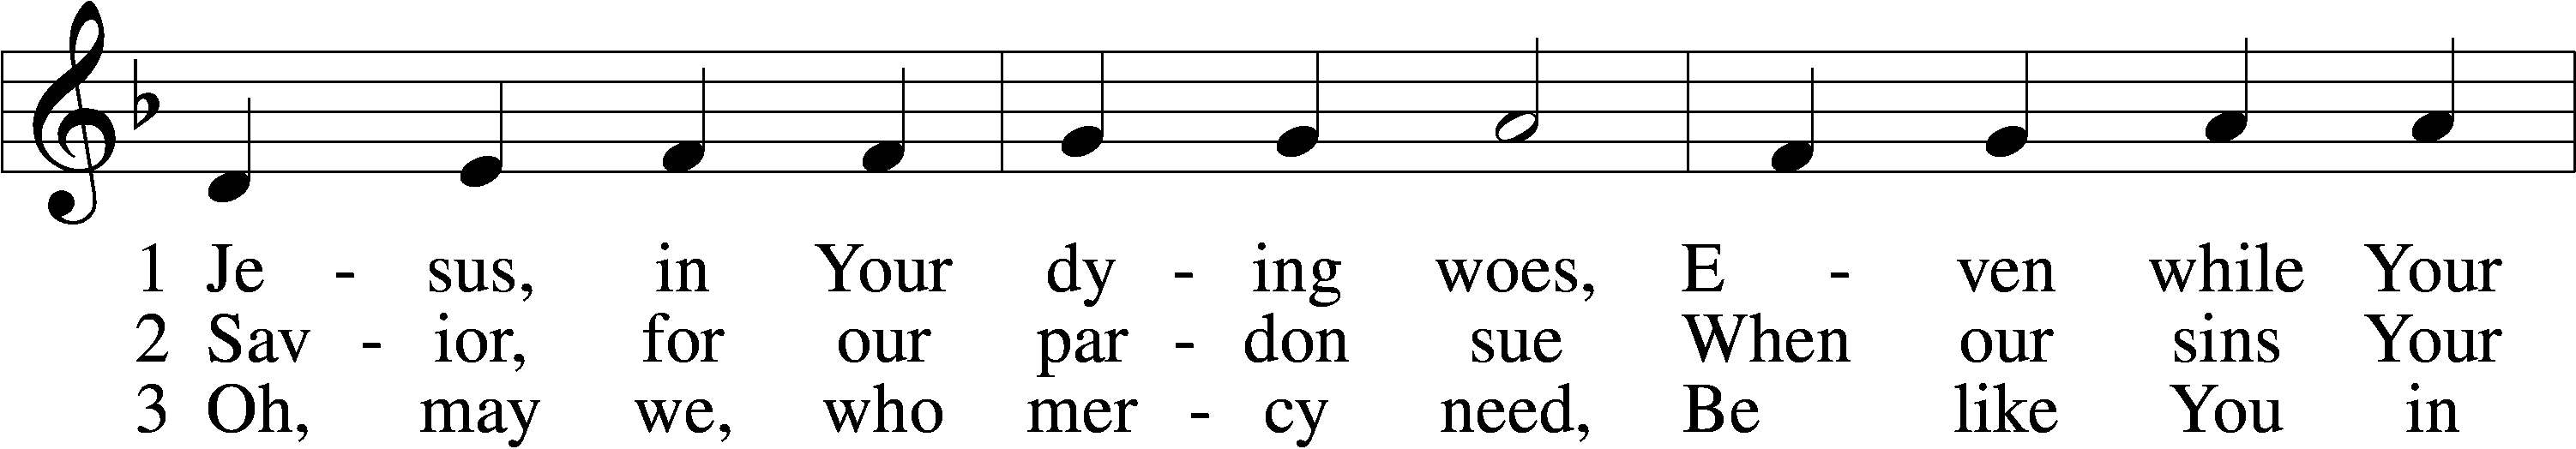 1 Je - sus, in Your dy - ing woes, E - ven while Your
2 Sav - ior, for our par - don sue When our sins Your
3 Oh, may we, who mer - cy need, Be like You in